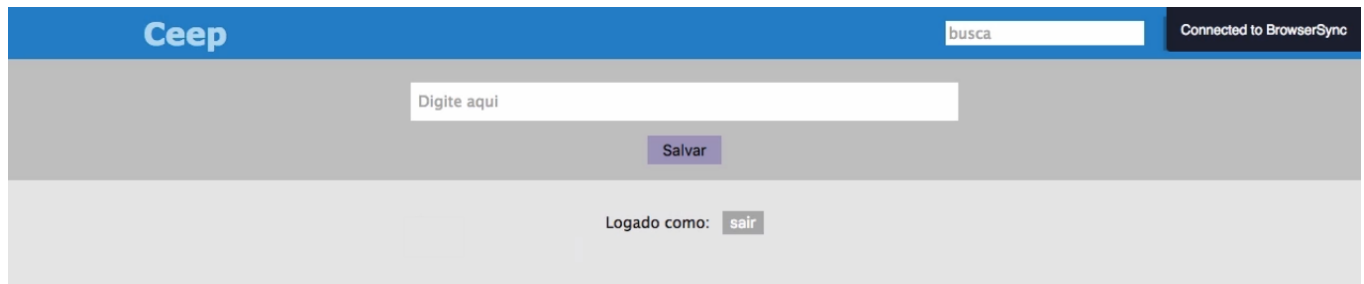 Ceep
busca
Connected to BrowserSync
Digite aqui
Salvar
Logado como: sair